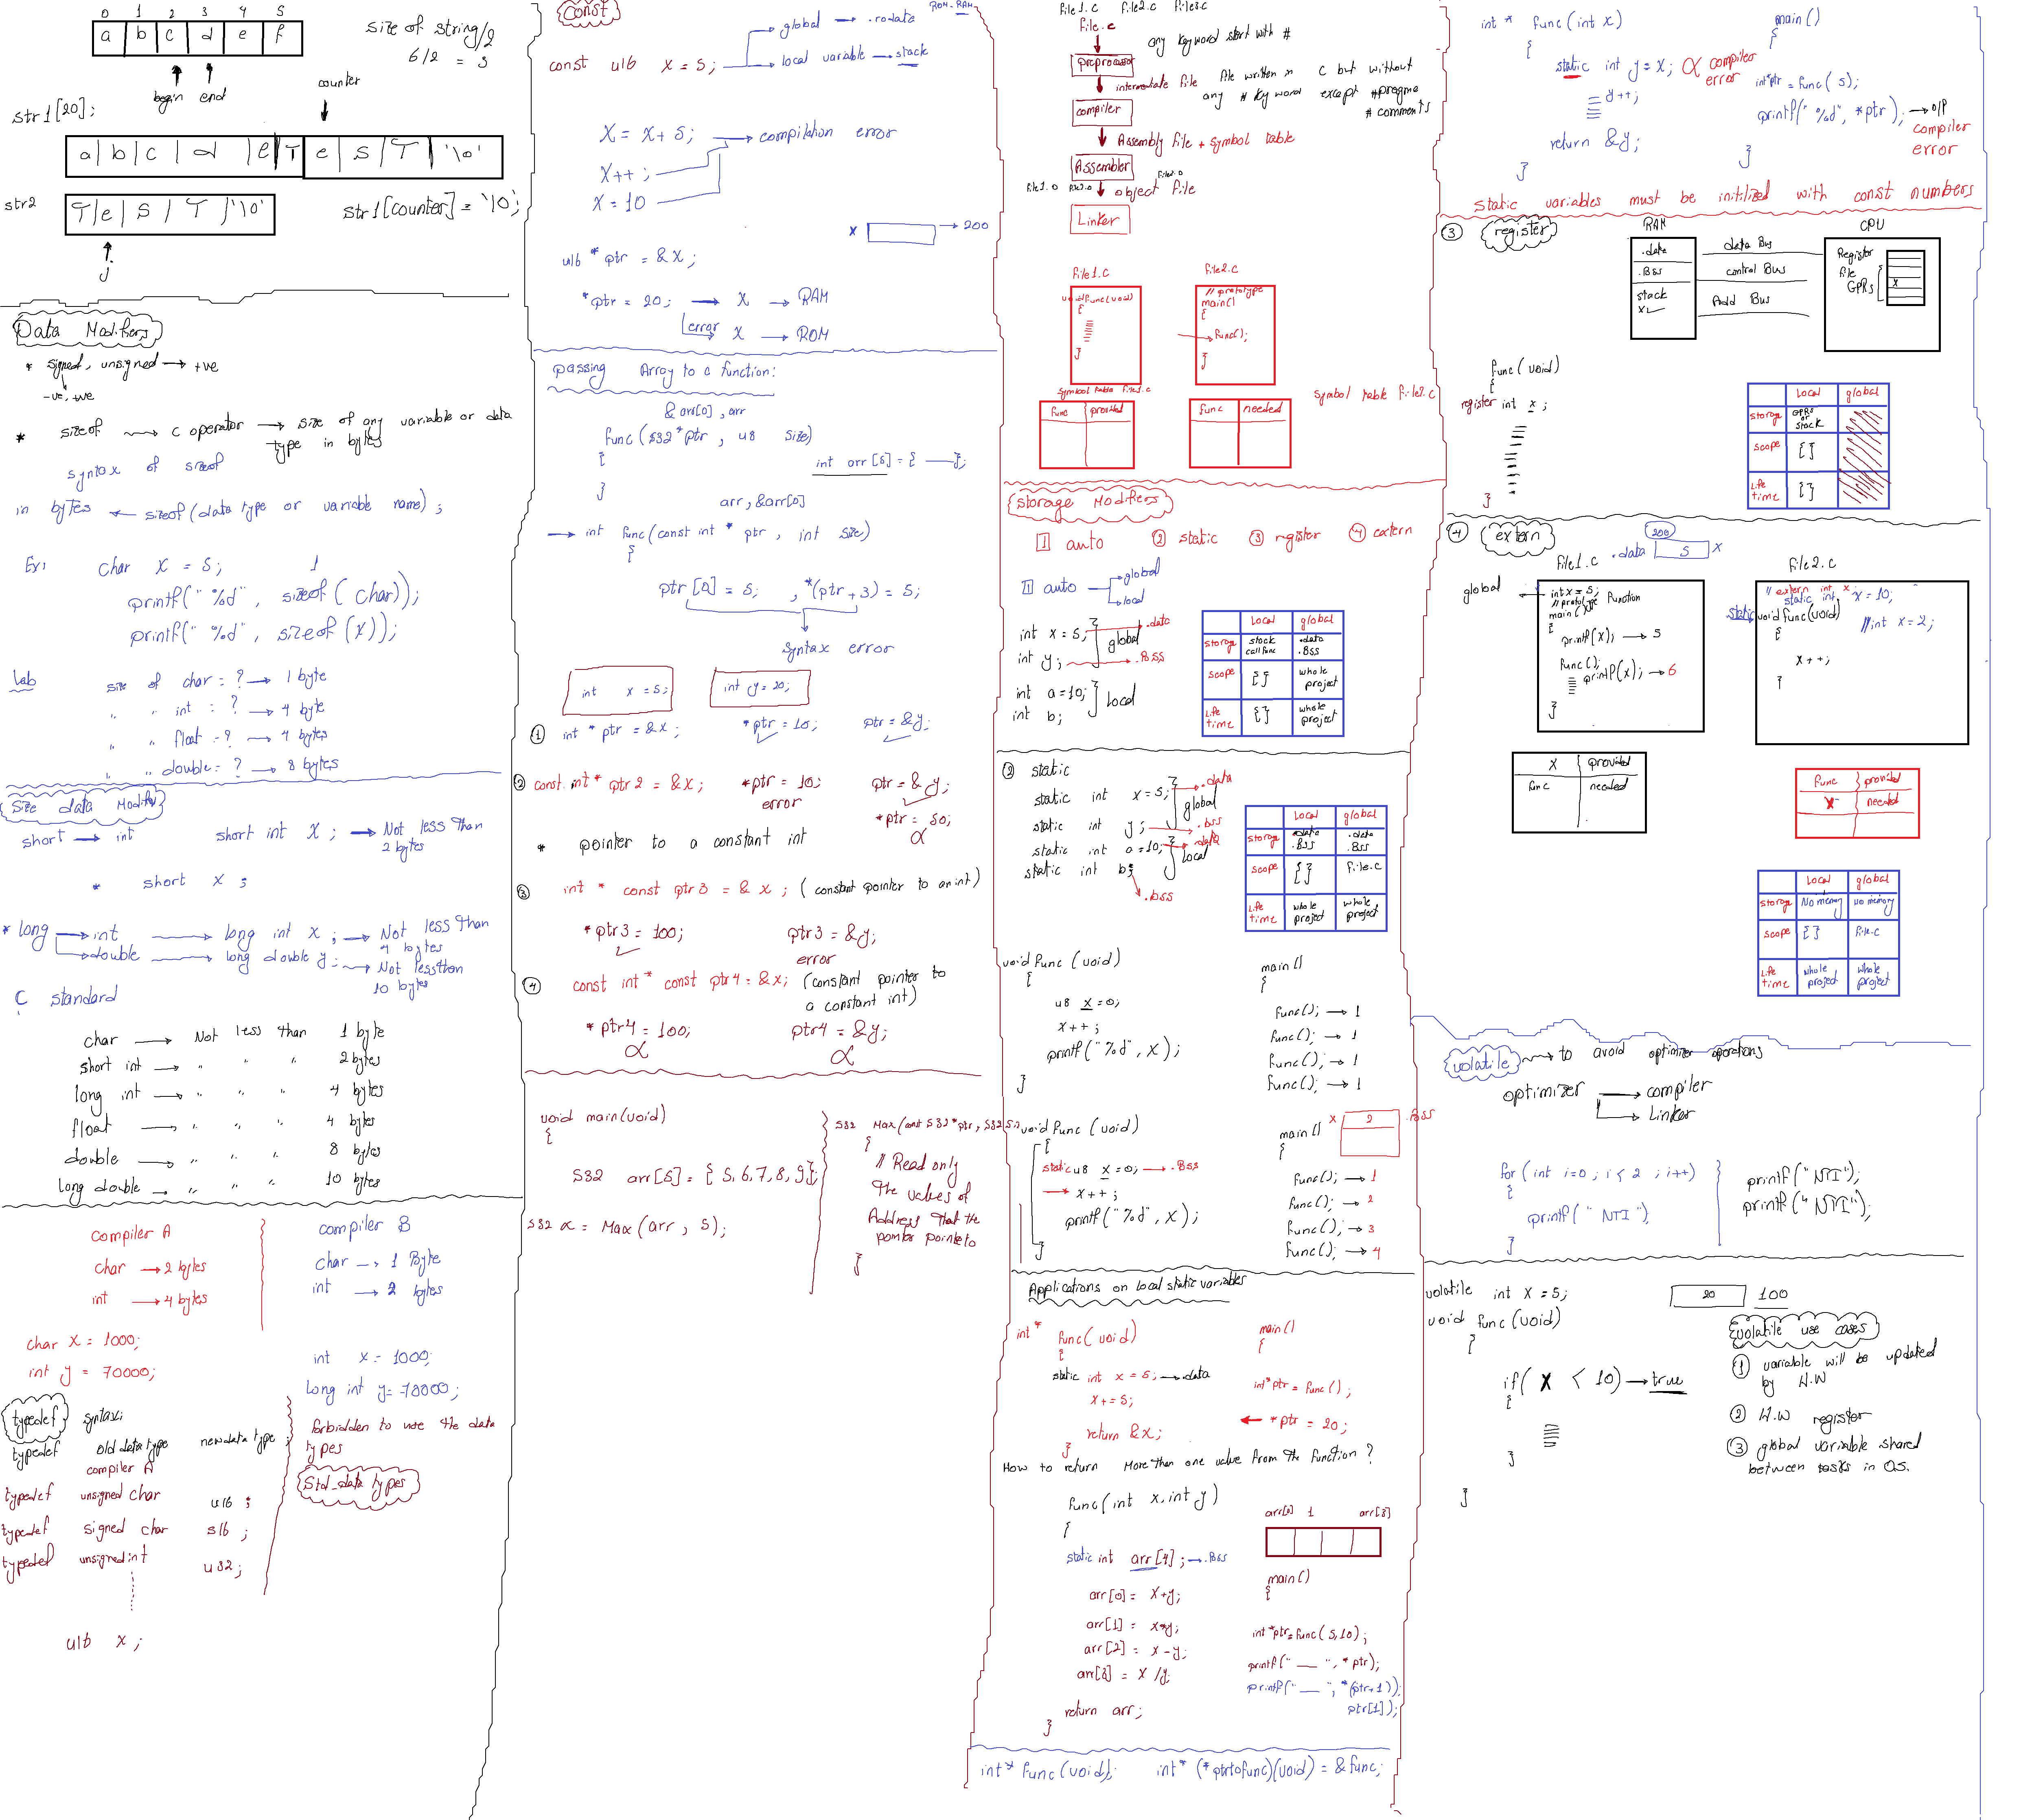 0 1 2 3 4 5
a b c d e f
size of string/2
6/2 = 3
begin end
counter
str1[20];
a|b|c|d|e|T|e|s|T|'\0'
str2
T|e|S|T|'\0'
str1[counter] = '\0';
j
Data Modifiers
* signed, unsigned → +ve
-ve, +ve
* sizeof → C operator → size of any variable or data
type in bytes
syntax of sizeof
in bytes ← sizeof(data type or variable name);
Ex:
char x = 5; 1
printf("%d", sizeof(char));
printf("%d", sizeof(x));
Lab
size of char: ? → 1 byte
" " int : ? → 4 byte
" " float =? → 4 bytes
" " double= ? → 8 bytes
Size data Modifier
short → int short int x; → Not less than
2 bytes
* short x;
* long → int → long int x; → Not less than
4 bytes
→ double → long double y; → Not less than
10 bytes
C standard
char → Not less than 1 byte
short int → " " " 2 bytes
long int → " " " 4 bytes
float → " " " 4 bytes
double → " " " 8 bytes
long double → " " " 10 bytes
compiler A
char → 2 bytes
int → 4 bytes
char x = 1000;
int y = 70000;
compiler B
char → 1 Byte
int → 2 bytes
int x = 1000;
long int y = 70000;
typedef syntax:
typedef old data type new data type ;
compiler A
typedef unsigned char u16 ;
typedef signed char s16 ;
typedef unsigned int u32;
u16 x ;
forbidden to use the data
types
Std_data types
const
ROM RAM
→ global → .rodata
const u16 x = 5; → local variable → stack
x = x + 5; → compilation error
x++ ;
x = 10
x → 200
u16 * ptr = &x;
*ptr = 20; → x → RAM
error x → ROM
passing Array to a function:
&arr[0] , arr
func(s32 *ptr, u8 size)
{
int arr[5] = { — };
}
arr, &arr[0]
→ int func(const int * ptr , int size)
{
ptr[0] = 5; , *(ptr+3) = 5;
syntax error
int x = 5; int y = 20;
① int * ptr = &x; *ptr = 10; ptr = &y;
② const int * ptr2 = &x; *ptr = 10; ptr = &y;
error *ptr = 50;
* pointer to a constant int
③ int * const ptr3 = &x ; (constant pointer to an int)
*ptr3 = 100; ptr3 = &y;
error
④ const int * const ptr4 = &x; (constant pointer to
a constant int)
*ptr4 = 100; ptr4 = &y;
void main(void)
{
s32 arr[5] = { 5,6,7,8,9};
s32 x = Max(arr, 5);
s32 Max(const s32 *ptr, s32
{
// Read only
The values of
Address that the
pointer points to
}
file1.c file2.c file3.c
file.c
any keyword start with #
preprocessor
intermediate file
file written in C but without
any # key word except #pragma
# comments
compiler
Assembly file + symbol table
Assembler
file1.o file2.o file3.o
object file
Linker
file1.c
void func(void)
{
}
file2.c
// prototype
main()
{
func();
}
symbol table file1.c
func | provided
symbol table file2.c
func | needed
Storage Modifiers
① auto ② static ③ register ④ extern
① auto → global
→ local
int x = 5; → .data
int y; → .BSS
global
int a = 10;
int b;
local
local global
storage stack call func .data .BSS
scope { } whole project
life time { } whole project
② static
static int x = 5; → .data
static int y; → .bss
global
static int a = 10; → .data
static int b; → .bss
local
local global
storage .data .BSS .data .BSS
scope { } file.c
life time whole project whole project
void func(void)
{
u8 x = 0;
x++ ;
printf("%d", x);
}
main()
{
func(); → 1
func(); → 1
func(); → 1
func(); → 1
void func(void)
{
static u8 x = 0; → .BSS
→ x++ ;
printf("%d", x);
}
main()
{
x 2 .BSS
func(); → 1
func(); → 2
func(); → 3
func(); → 4
Applications on local static variables
int* func(void)
{
static int x = 5; → data
x += 5;
return &x;
}
main()
{
int *ptr = func();
← *ptr = 20;
How to return More than one value from the function ?
func(int x, int y)
{
static int arr[4]; → .BSS
arr[0] = x+y;
arr[1] = x*y;
arr[2] = x-y;
arr[3] = x/y;
return arr;
}
arr[0] 1 arr[3]
main()
{
int *ptr = func(5,10);
printf("__", *ptr);
printf("__", *(ptr+1));
ptr[1]);
int* func(void); int* (*ptrtofunc)(void) = &func;
int * func(int x)
{
static int y = x; compiler
error
y++;
return &y;
}
main()
{
int *ptr = func(5);
printf("%d", *ptr); → o/p
compiler
error
}
static variables must be initilized with const numbers
③ register
RAM
.data
.BSS
stack
x
data Bus
control Bus
Add Bus
CPU
Register
file
GPRs
x
func(void)
{
register int x ;
}
local global
storage GPRs or stack
scope { }
life time { }
④ extern
200
.data 5 x
file1.c
global
int x = 5;
// prototype function
main()
{
printf(x); → 5
func();
printf(x); → 6
}
file2.c
// extern int x
static int x = 10;
static void func(void) //int x = 2;
{
x++;
}
x | provided
func | needed
func | provided
x | needed
local global
storage No memory no memory
scope { } file.c
life time whole project whole project
volatile → to avoid optimizer operations
optimizer → compiler
→ Linker
for (int i=0 ; i < 2 ; i++)
{
printf("NTI");
}
printf("NTI");
printf("NTI");
volatile int x = 5;
void func(void)
{
if( x < 10) → true
{
}
}
20 100
volatile use cases
① variable will be updated
by H.W
② H.W register
③ global variable shared
between tasks in O.S.